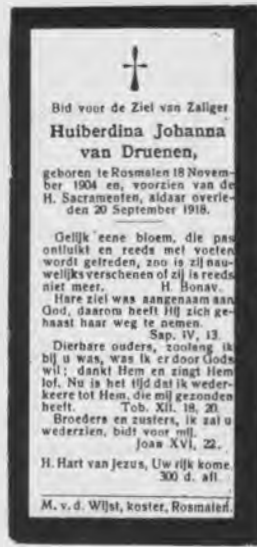 Bid voor de Ziel van Zaliger
Huiberdina Johanna
van Druenen,
geboren te Rosmalen 18 Novem-
ber 1904 en, voorzien van de
H. Sacramenten, aldaar overle-
den 20 September 1918.
Gelijk eene bloem, die pas
ontluikt en reeds met voeten
wordt getreden, zoo is zij nau-
welijks verschenen of zij is reeds
niet meer. H. Bonav.
Hare ziel was aangenaam aan
God, daarom heeft Hij zich ge-
haast haar weg te nemen.
Sap. IV, 13.
Dierbare ouders, zoolang ik
bij u was, was ik er door Gods
wil; dankt Hem en zingt Hem
lof. Nu is het tijd dat ik weder-
keere tot Hem, die mij gezonden
heeft. Tob. XII. 18, 20.
Broeders en zusters, ik zal u
wederzien, bidt voor mij.
Joan XVI, 22.
H. Hart van Jezus, Uw rijk kome.
300 d. afl.
M. v. d. Wijst, koster, Rosmalen.